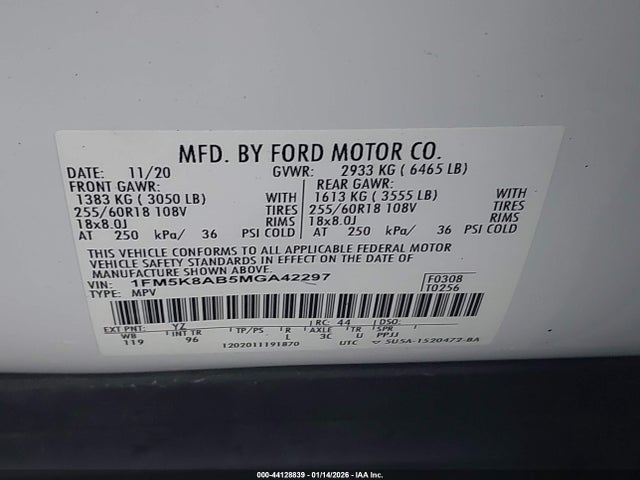 MFD. BY FORD MOTOR CO.
DATE: 11/20 GVWR: 2933 KG ( 6465 LB)
FRONT GAWR: REAR GAWR:
1383 KG ( 3050 LB) WITH 1613 KG ( 3555 LB) WITH
255/60R18 108V TIRES 255/60R18 108V TIRES
18x8.0J RIMS 18x8.0J RIMS
AT 250 kPa/ 36 PSI COLD AT 250 kPa/ 36 PSI COLD
THIS VEHICLE CONFORMS TO ALL APPLICABLE FEDERAL MOTOR
VEHICLE SAFETY AND BUMPER STANDARDS IN EFFECT ON THE DATE OF
MANUFACTURE SHOWN ABOVE.
VIN: 1FM5K8AB5MGA42297 F0308
TYPE: MPV T0256
EXT PNT: YZ RC: 44
WB INT TR TP/PS R AXLE TR SPR
119 96 L 3C U PPJJ
1202011191870 UTC 5U5A-1520472-BA
000-44128839 - 01/14/2026 - IAA Inc.